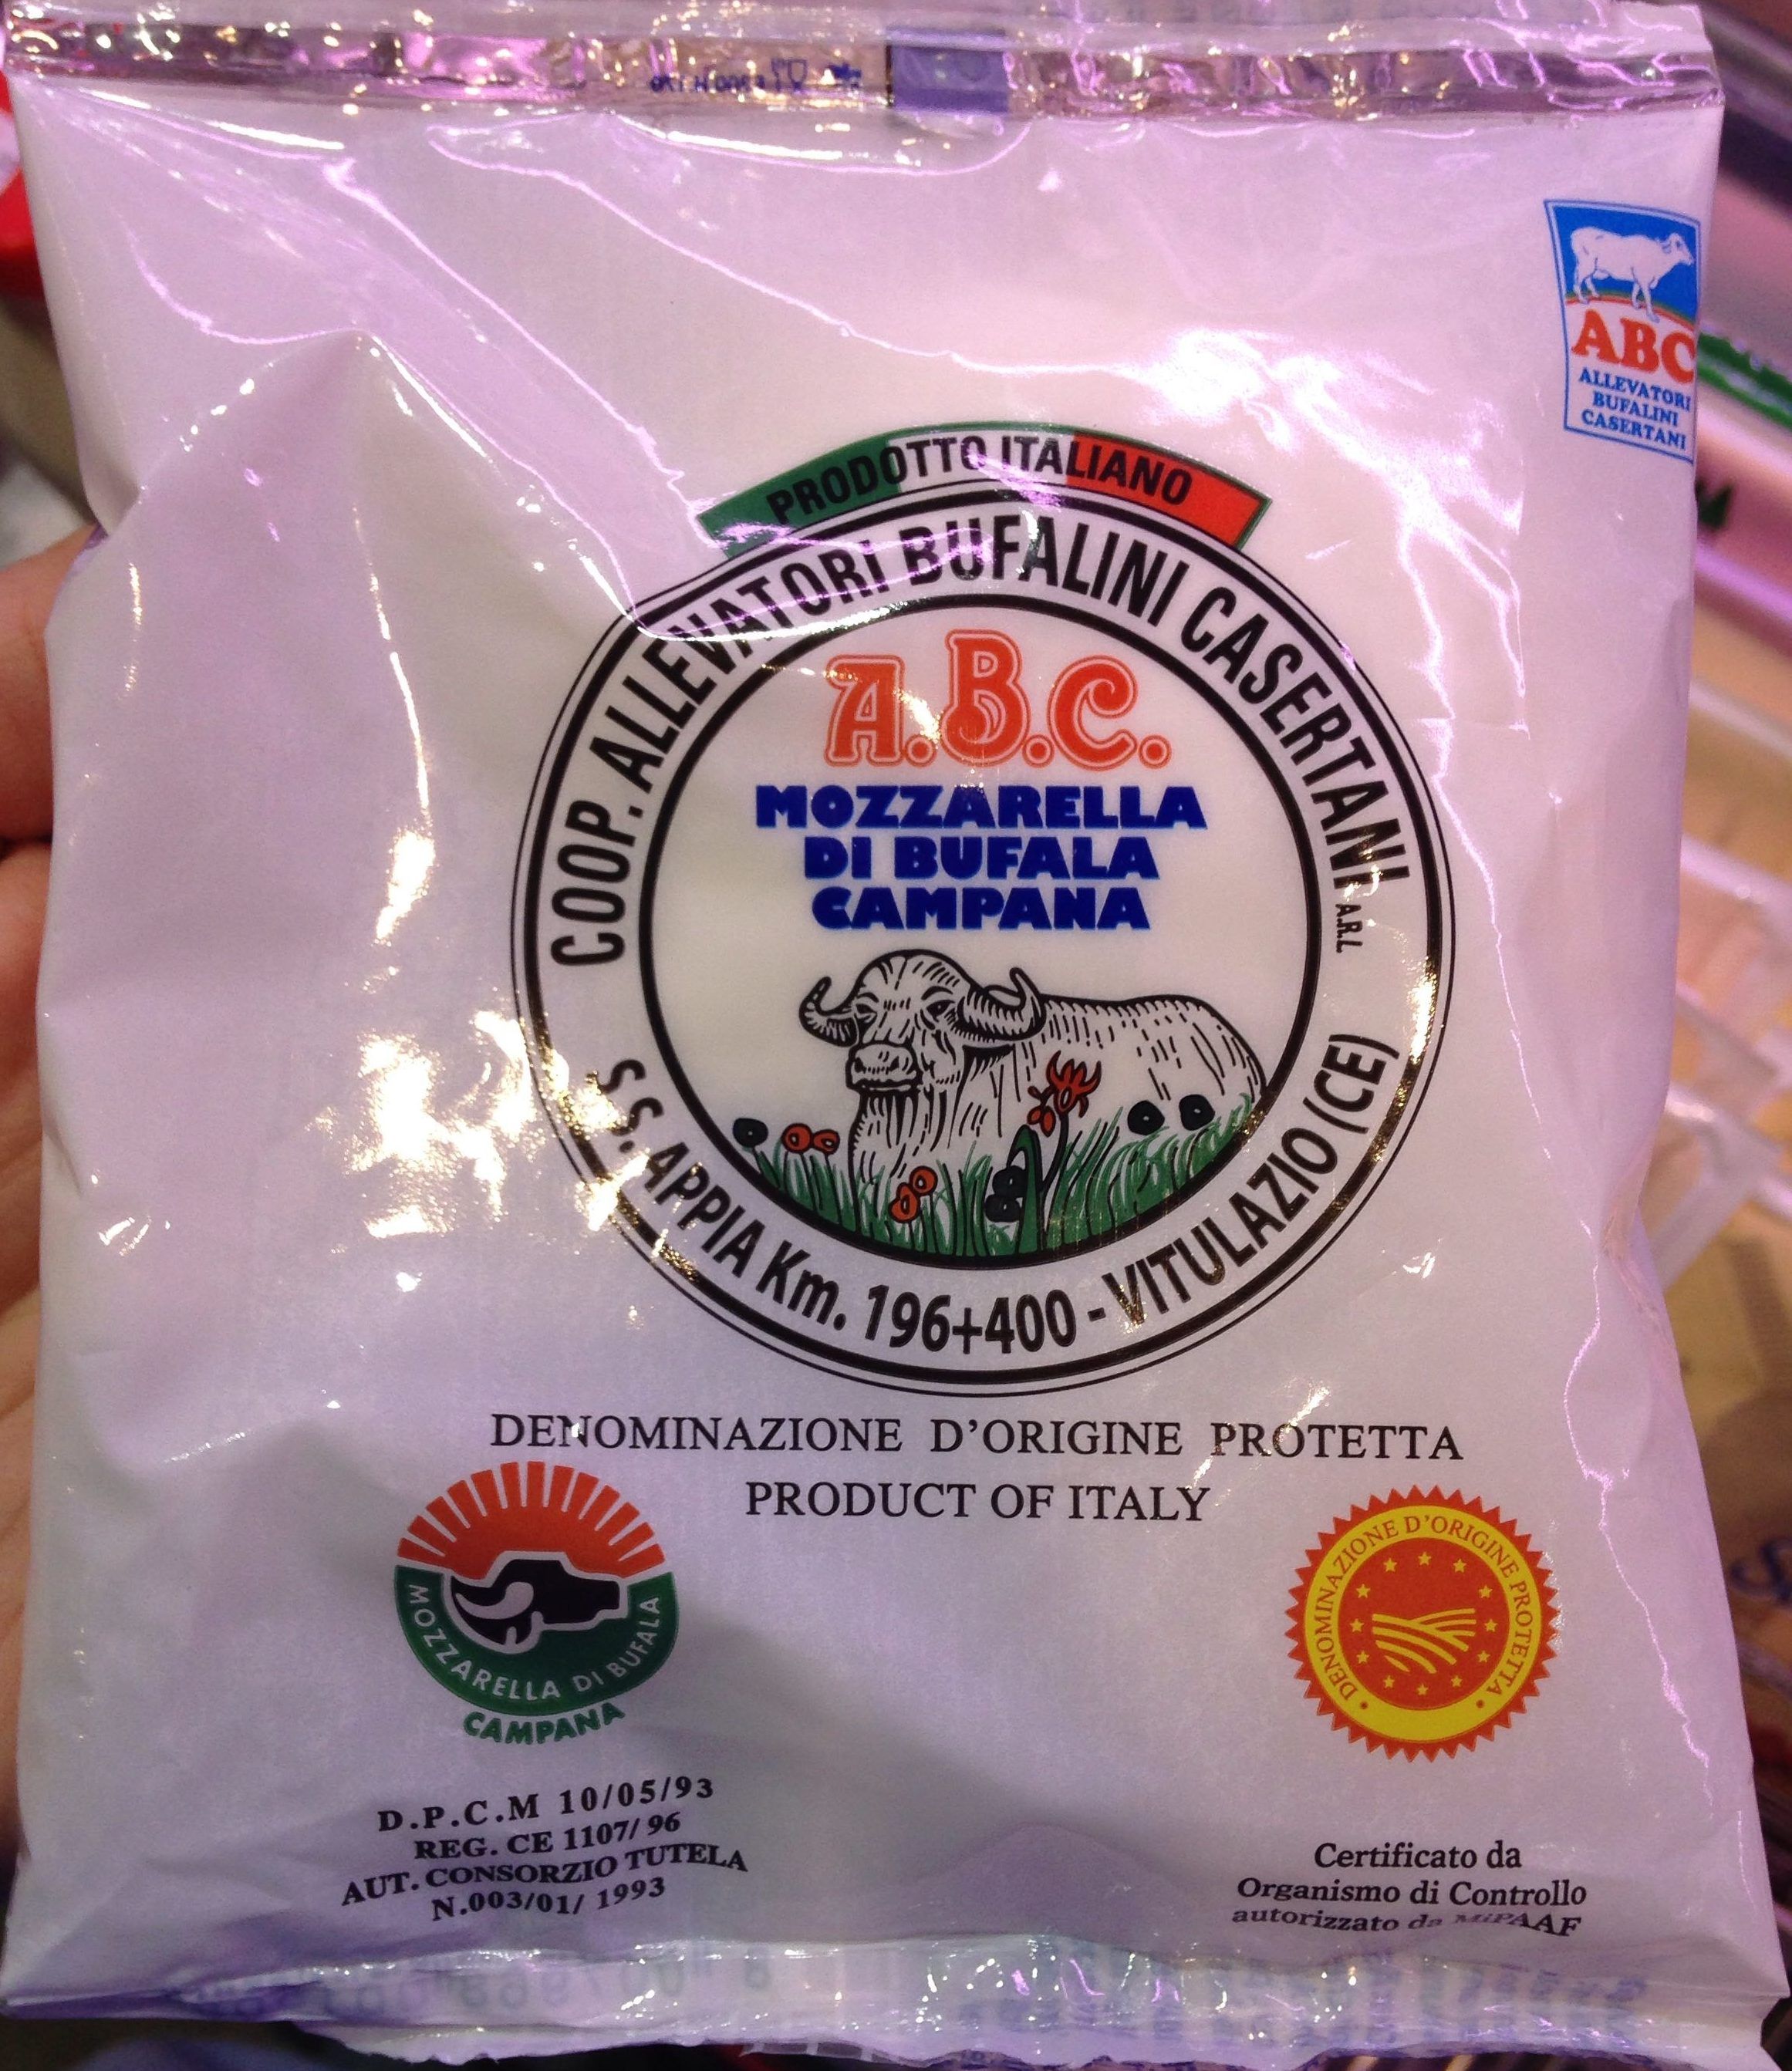 ABC
ALLEVATORI
BUFALINI
CASERTANI
PRODOTTO ITALIANO
COOP. ALLEVATORI BUFALINI CASERTANI A.R.L
A.B.C.
MOZZARELLA
DI BUFALA
CAMPANA
S.S. APPIA Km. 196+400 - VITULAZIO (CE)
DENOMINAZIONE D'ORIGINE PROTETTA
PRODUCT OF ITALY
MOZZARELLA DI BUFALA
CAMPANA
DENOMINAZIONE D'ORIGINE PROTETTA
D.P.C.M 10/05/93
REG. CE 1107/96
AUT. CONSORZIO TUTELA
N.003/01/ 1993
Certificato da
Organismo di Controllo
autorizzato da MiPAAF